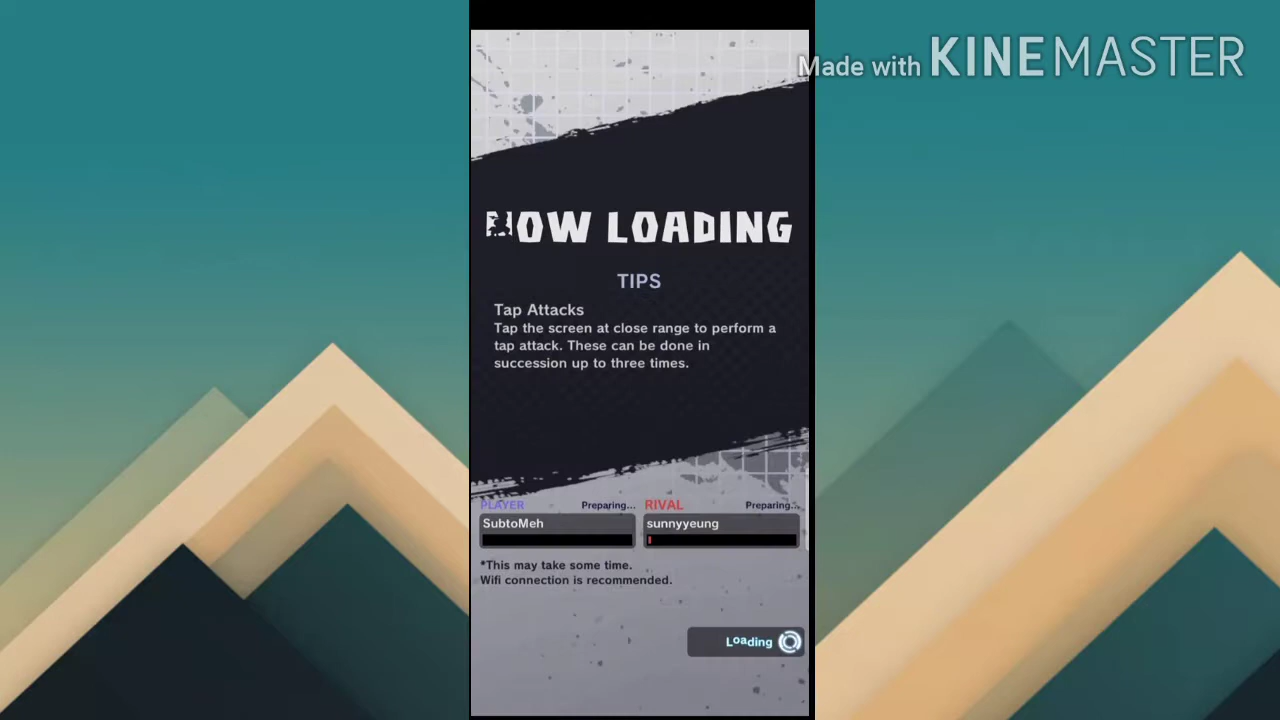 Made with KINEMASTER
NOW LOADING
TIPS
Tap Attacks
Tap the screen at close range to perform a
tap attack. These can be done in
succession up to three times.
PLAYER Preparing... RIVAL Preparing...
SubtoMeh sunnyyeung
*This may take some time.
Wifi connection is recommended.
Loading